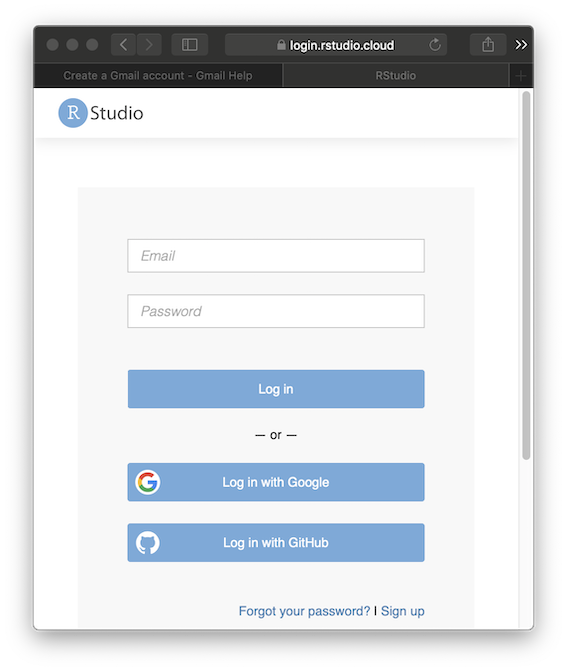 login.rstudio.cloud
Create a Gmail account - Gmail Help
RStudio
R Studio
Email
Password
Log in
— or —
Log in with Google
Log in with GitHub
Forgot your password? | Sign up